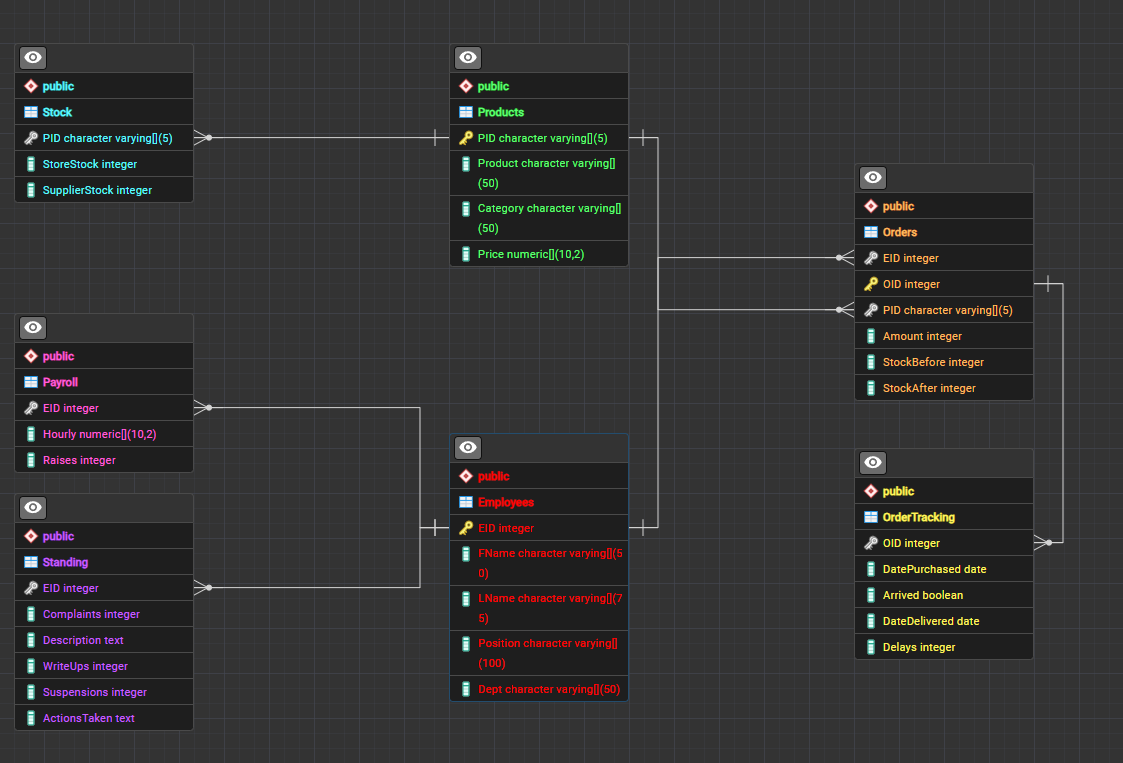 public
Stock
PID character varying[](5)
StoreStock integer
SupplierStock integer
public
Products
PID character varying[](5)
Product character varying[]
(50)
Category character varying[]
(50)
Price numeric[](10,2)
public
Orders
EID integer
OID integer
PID character varying[](5)
Amount integer
StockBefore integer
StockAfter integer
public
Payroll
EID integer
Hourly numeric[](10,2)
Raises integer
public
Employees
EID integer
FName character varying[](5
0)
LName character varying[](7
5)
Position character varying[]
(100)
Dept character varying[](50)
public
OrderTracking
OID integer
DatePurchased date
Arrived boolean
DateDelivered date
Delays integer
public
Standing
EID integer
Complaints integer
Description text
WriteUps integer
Suspensions integer
ActionsTaken text